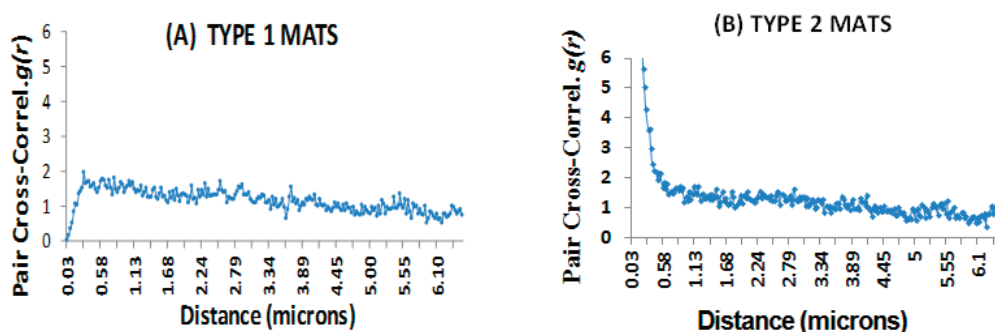 (A) TYPE 1 MATS
Pair Cross-Correl.g(r)
6
5
4
3
2
1
0
0.03 0.58 1.13 1.68 2.24 2.79 3.34 3.89 4.45 5.00 5.55 6.10
Distance (microns)
(B) TYPE 2 MATS
Pair Cross-Correl. g(r)
6
5
4
3
2
1
0
0.03 0.58 1.13 1.68 2.24 2.79 3.34 3.89 4.45 5 5.55 6.1
Distance (microns)